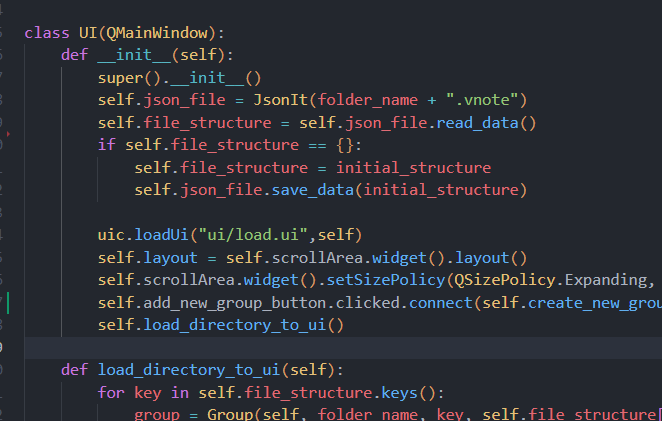 class UI(QMainWindow):
    def __init__(self):
        super().__init__()
        self.json_file = JsonIt(folder_name + ".vnote")
        self.file_structure = self.json_file.read_data()
        if self.file_structure == {}:
            self.file_structure = initial_structure
            self.json_file.save_data(initial_structure)
        uic.loadUi("ui/load.ui",self)
        self.layout = self.scrollArea.widget().layout()
        self.scrollArea.widget().setSizePolicy(QSizePolicy.Expanding,
        self.add_new_group_button.clicked.connect(self.create_new_grou
        self.load_directory_to_ui()
    def load_directory_to_ui(self):
        for key in self.file_structure.keys():
            group = Group(self, folder_name, key, self.file_structure[